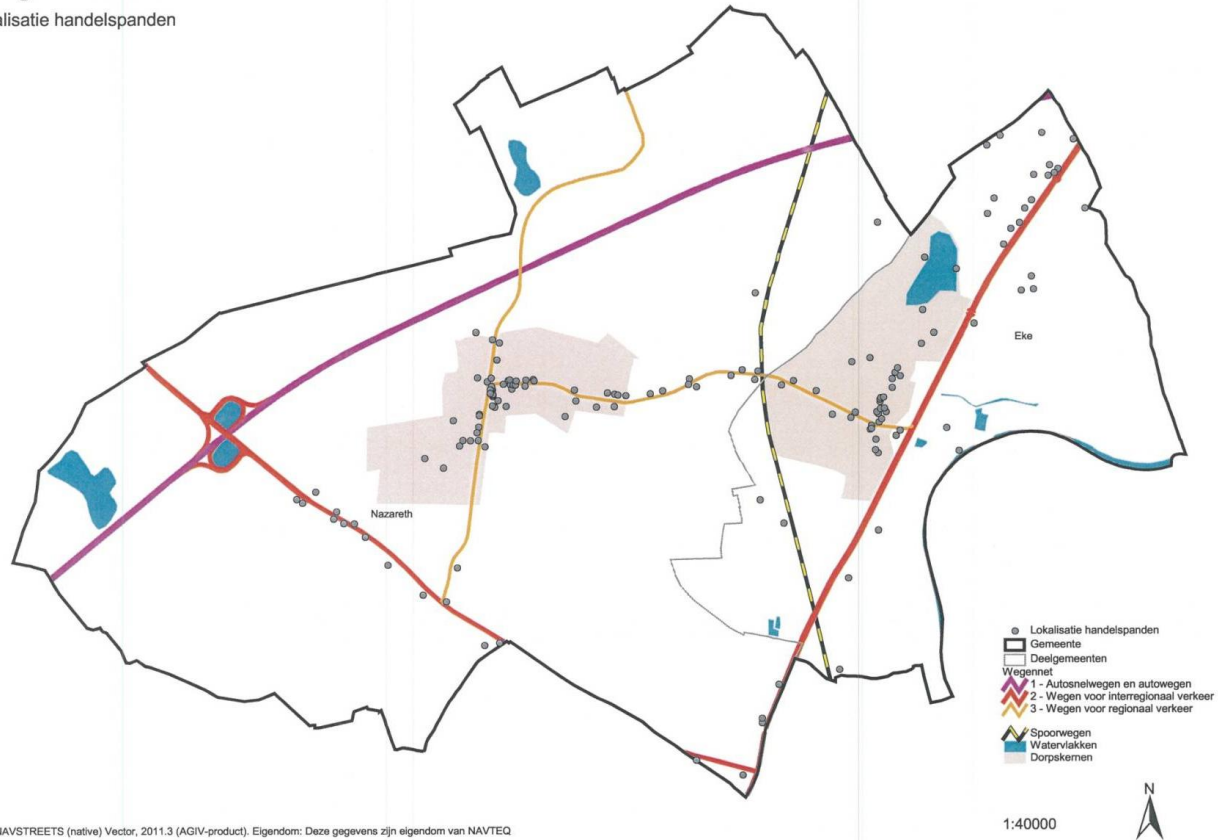 alisatie handelspanden
Eke
Nazareth
Lokalisatie handelspanden
Gemeente
Deelgemeenten
Wegennet
1 - Autosnelwegen en autowegen
2 - Wegen voor interregionaal verkeer
3 - Wegen voor regionaal verkeer
Spoorwegen
Watervlakken
Dorpskernen
N
1:40000
NAVSTREETS (native) Vector, 2011.3 (AGIV-product). Eigendom: Deze gegevens zijn eigendom van NAVTEQ